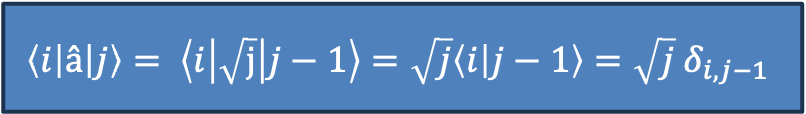 ⟨i|â|j⟩ = ⟨i|√j|j − 1⟩ = √j⟨i|j − 1⟩ = √j δ_{i,j−1}